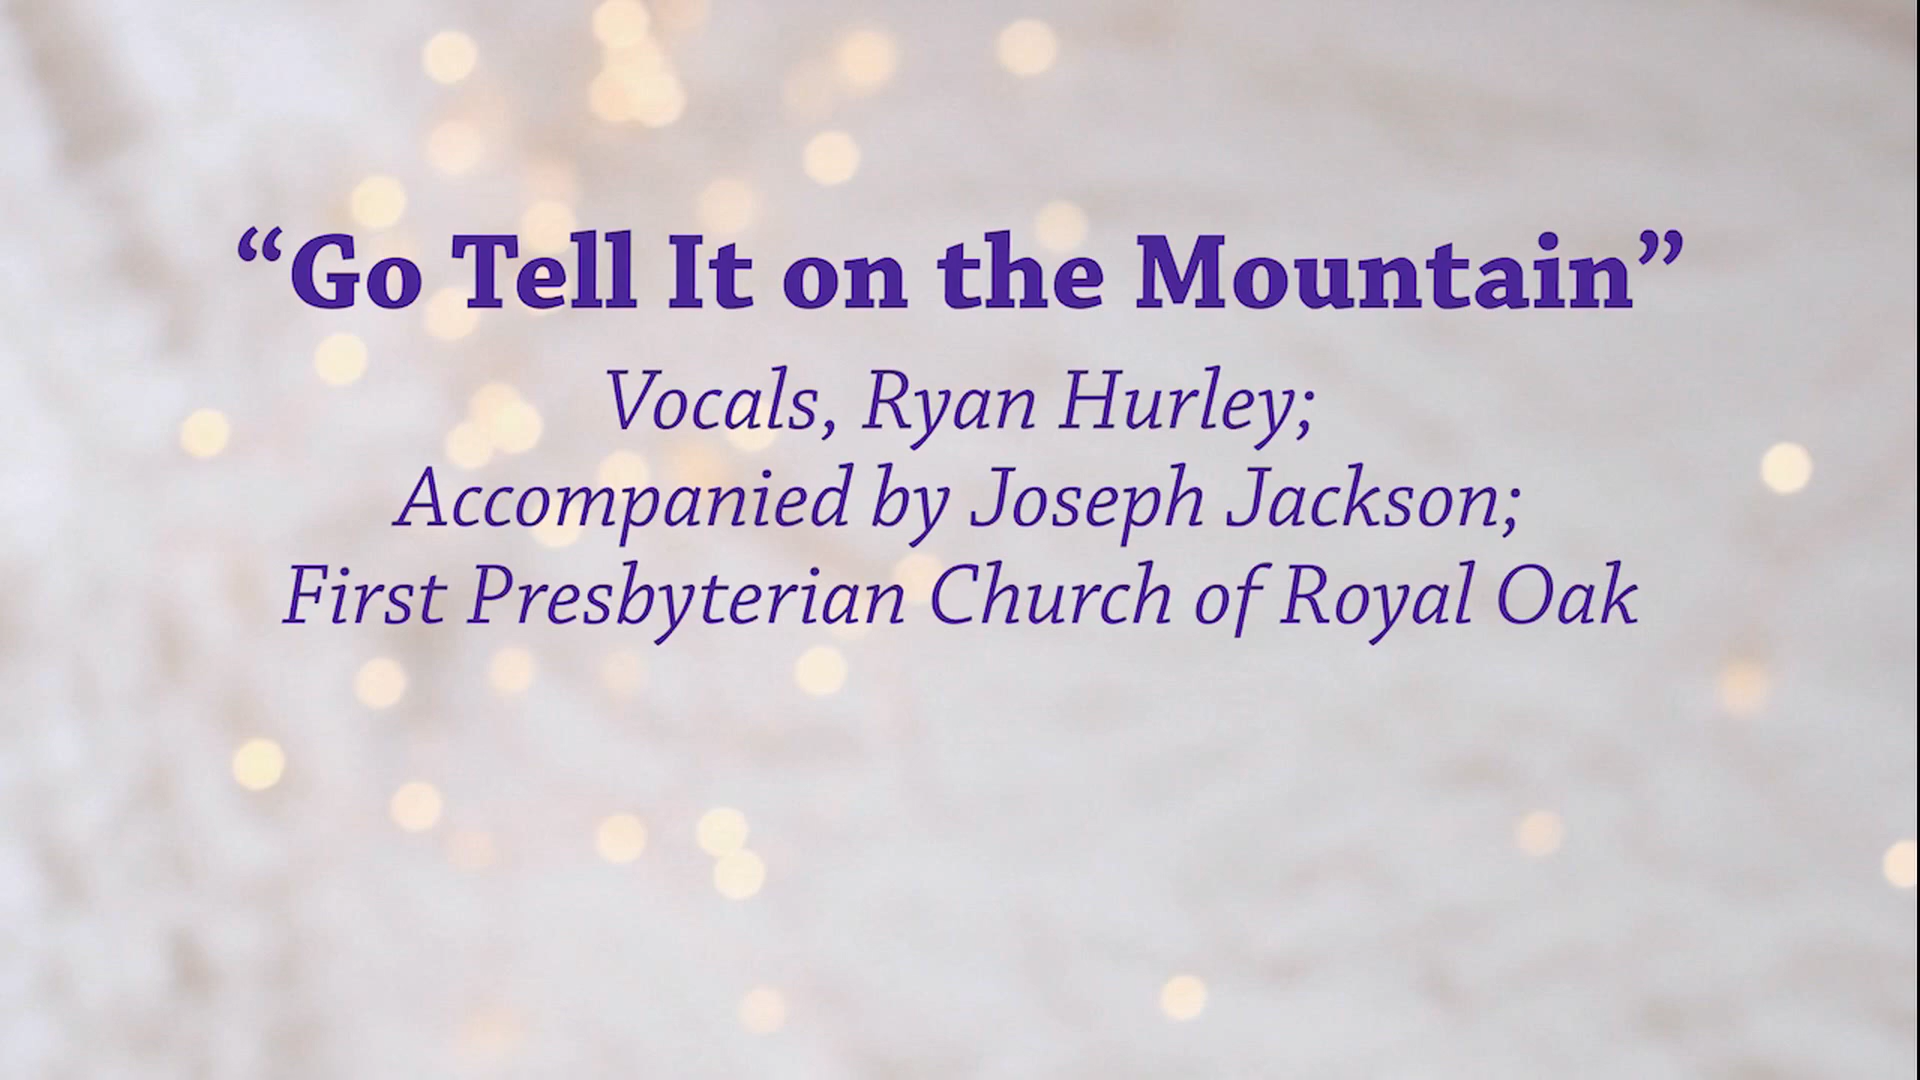 “Go Tell It on the Mountain”
Vocals, Ryan Hurley;
Accompanied by Joseph Jackson;
First Presbyterian Church of Royal Oak